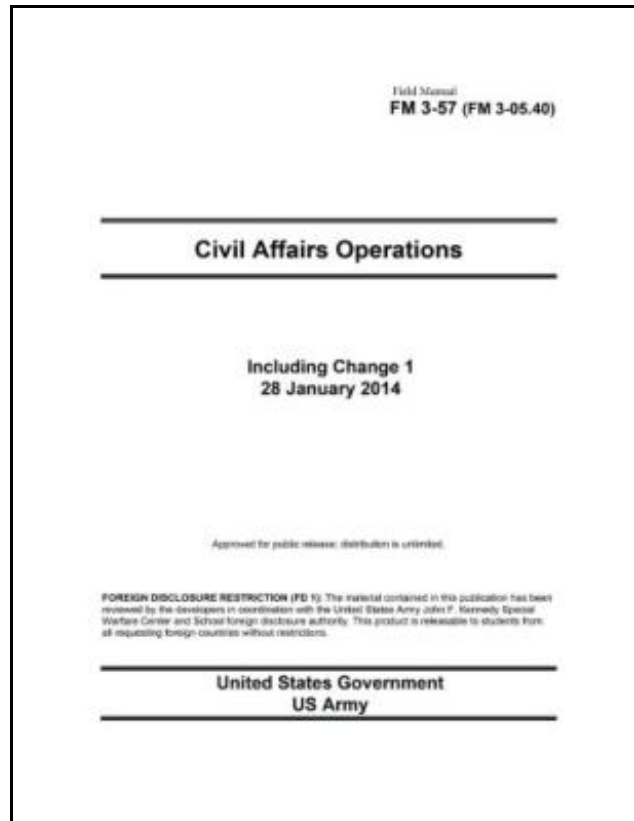 Field Manual
FM 3-57 (FM 3-05.40)
Civil Affairs Operations
Including Change 1
28 January 2014
Approved for public release; distribution is unlimited.
FOREIGN DISCLOSURE RESTRICTION (FD 1): The material contained in this publication has been
reviewed by the developers in coordination with the United States Army John F. Kennedy Special
Warfare Center and School foreign disclosure authority. This product is releasable to students from
all requesting foreign countries without restrictions.
United States Government
US Army